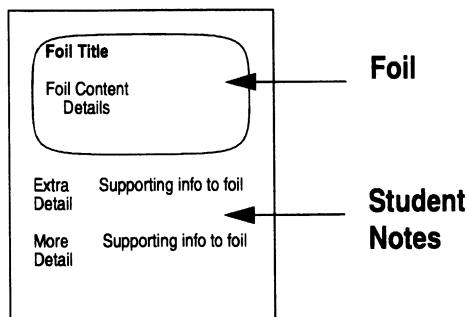 Foil Title
Foil Content
Details
Foil
Extra Supporting info to foil
Detail
More Supporting info to foil
Detail
Student
Notes